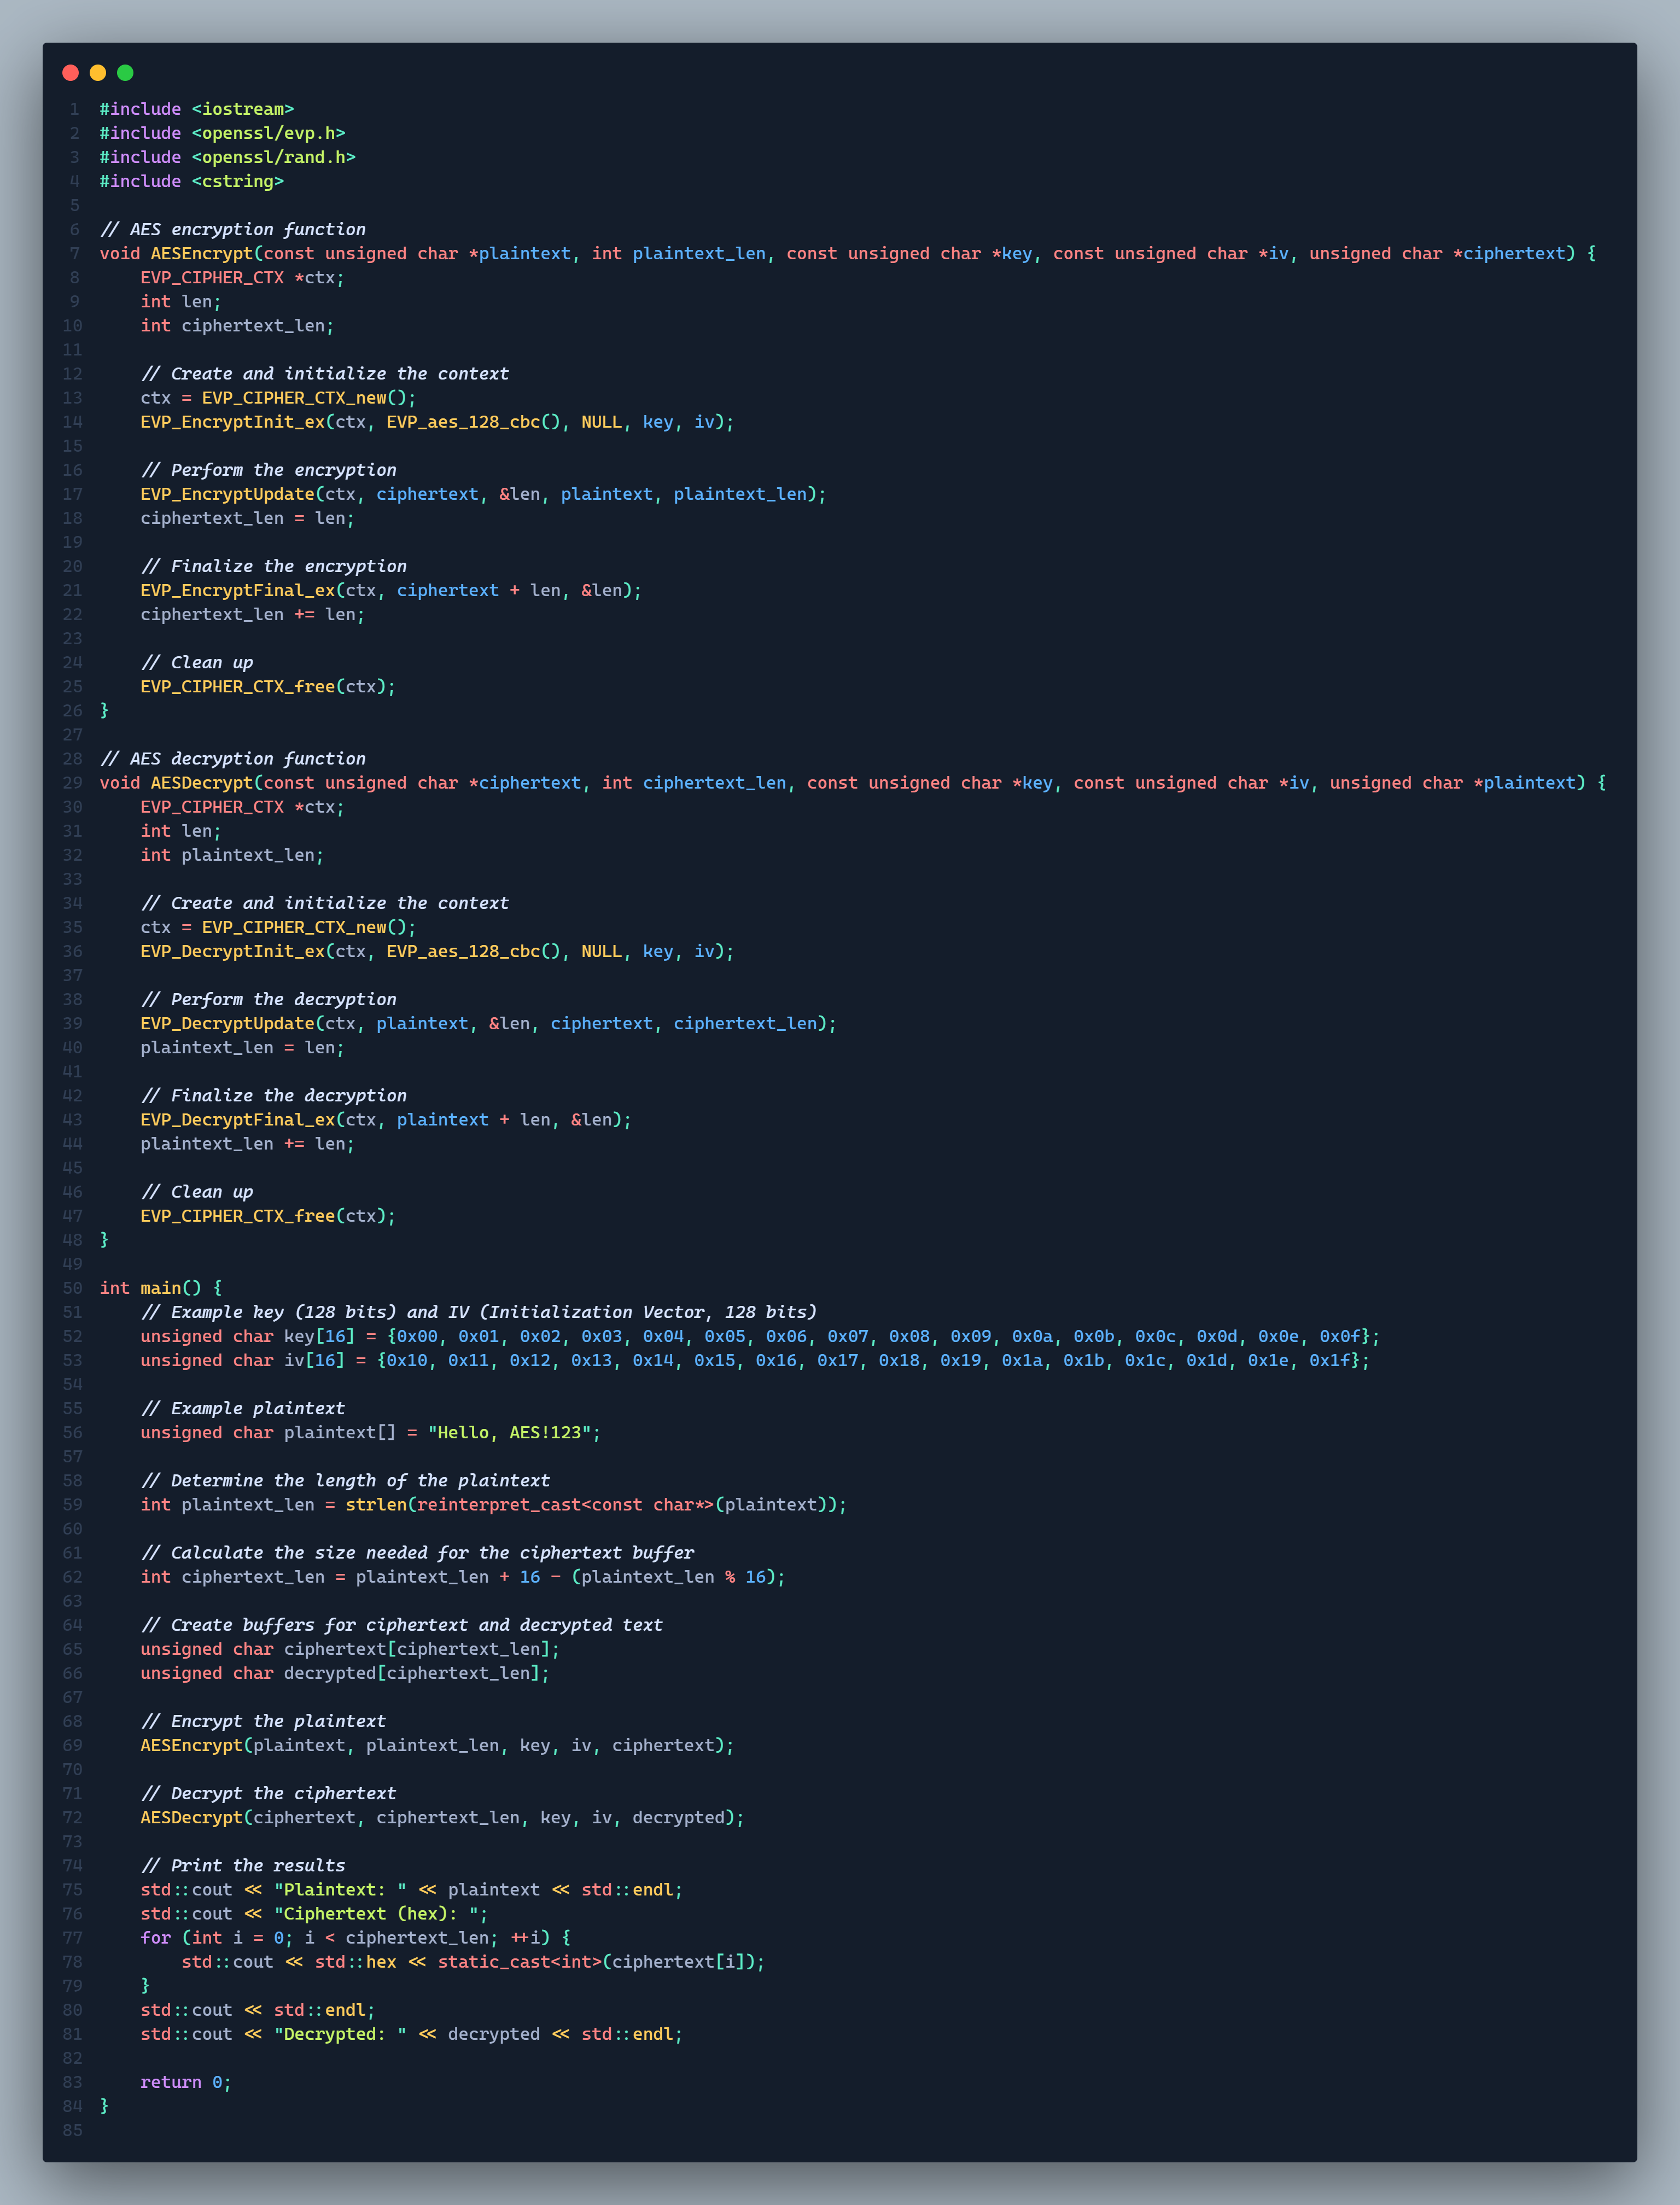 1 #include <iostream>
2 #include <openssl/evp.h>
3 #include <openssl/rand.h>
4 #include <cstring>
5
6 // AES encryption function
7 void AESEncrypt(const unsigned char *plaintext, int plaintext_len, const unsigned char *key, const unsigned char *iv, unsigned char *ciphertext) {
8     EVP_CIPHER_CTX *ctx;
9     int len;
10     int ciphertext_len;
11
12     // Create and initialize the context
13     ctx = EVP_CIPHER_CTX_new();
14     EVP_EncryptInit_ex(ctx, EVP_aes_128_cbc(), NULL, key, iv);
15
16     // Perform the encryption
17     EVP_EncryptUpdate(ctx, ciphertext, &len, plaintext, plaintext_len);
18     ciphertext_len = len;
19
20     // Finalize the encryption
21     EVP_EncryptFinal_ex(ctx, ciphertext + len, &len);
22     ciphertext_len += len;
23
24     // Clean up
25     EVP_CIPHER_CTX_free(ctx);
26 }
27
28 // AES decryption function
29 void AESDecrypt(const unsigned char *ciphertext, int ciphertext_len, const unsigned char *key, const unsigned char *iv, unsigned char *plaintext) {
30     EVP_CIPHER_CTX *ctx;
31     int len;
32     int plaintext_len;
33
34     // Create and initialize the context
35     ctx = EVP_CIPHER_CTX_new();
36     EVP_DecryptInit_ex(ctx, EVP_aes_128_cbc(), NULL, key, iv);
37
38     // Perform the decryption
39     EVP_DecryptUpdate(ctx, plaintext, &len, ciphertext, ciphertext_len);
40     plaintext_len = len;
41
42     // Finalize the decryption
43     EVP_DecryptFinal_ex(ctx, plaintext + len, &len);
44     plaintext_len += len;
45
46     // Clean up
47     EVP_CIPHER_CTX_free(ctx);
48 }
49
50 int main() {
51     // Example key (128 bits) and IV (Initialization Vector, 128 bits)
52     unsigned char key[16] = {0x00, 0x01, 0x02, 0x03, 0x04, 0x05, 0x06, 0x07, 0x08, 0x09, 0x0a, 0x0b, 0x0c, 0x0d, 0x0e, 0x0f};
53     unsigned char iv[16] = {0x10, 0x11, 0x12, 0x13, 0x14, 0x15, 0x16, 0x17, 0x18, 0x19, 0x1a, 0x1b, 0x1c, 0x1d, 0x1e, 0x1f};
54
55     // Example plaintext
56     unsigned char plaintext[] = "Hello, AES!123";
57
58     // Determine the length of the plaintext
59     int plaintext_len = strlen(reinterpret_cast<const char*>(plaintext));
60
61     // Calculate the size needed for the ciphertext buffer
62     int ciphertext_len = plaintext_len + 16 - (plaintext_len % 16);
63
64     // Create buffers for ciphertext and decrypted text
65     unsigned char ciphertext[ciphertext_len];
66     unsigned char decrypted[ciphertext_len];
67
68     // Encrypt the plaintext
69     AESEncrypt(plaintext, plaintext_len, key, iv, ciphertext);
70
71     // Decrypt the ciphertext
72     AESDecrypt(ciphertext, ciphertext_len, key, iv, decrypted);
73
74     // Print the results
75     std::cout << "Plaintext: " << plaintext << std::endl;
76     std::cout << "Ciphertext (hex): ";
77     for (int i = 0; i < ciphertext_len; ++i) {
78         std::cout << std::hex << static_cast<int>(ciphertext[i]);
79     }
80     std::cout << std::endl;
81     std::cout << "Decrypted: " << decrypted << std::endl;
82
83     return 0;
84 }
85